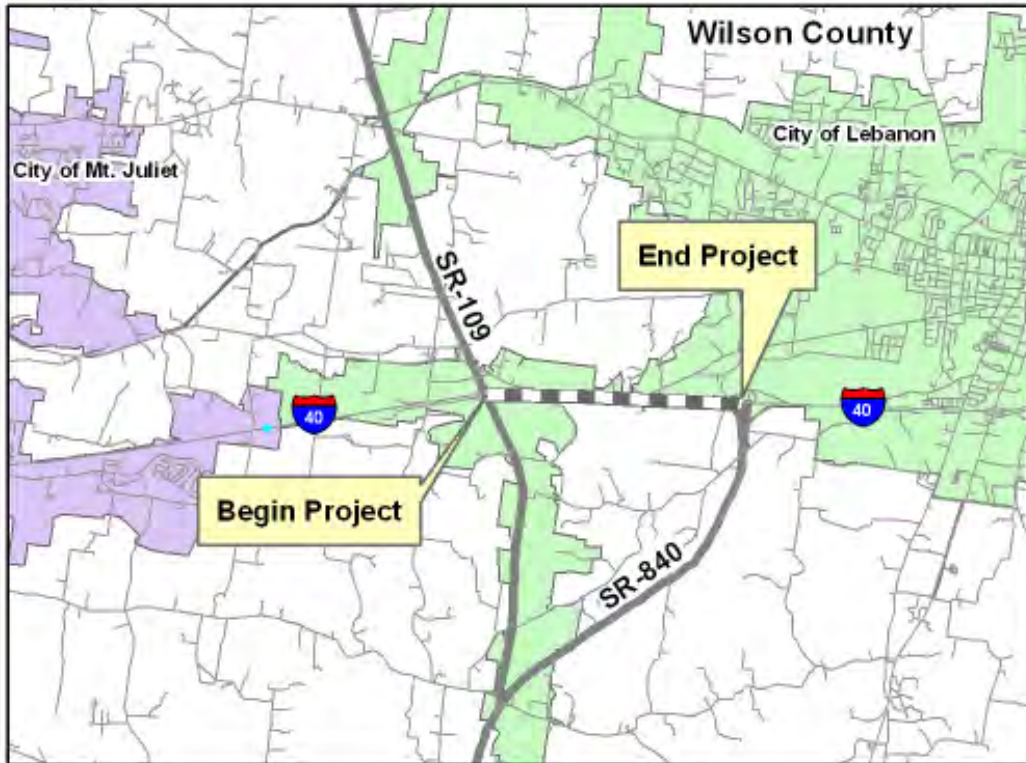 Wilson County
City of Lebanon
City of Mt. Juliet
End Project
SR-109
40
40
Begin Project
SR-840